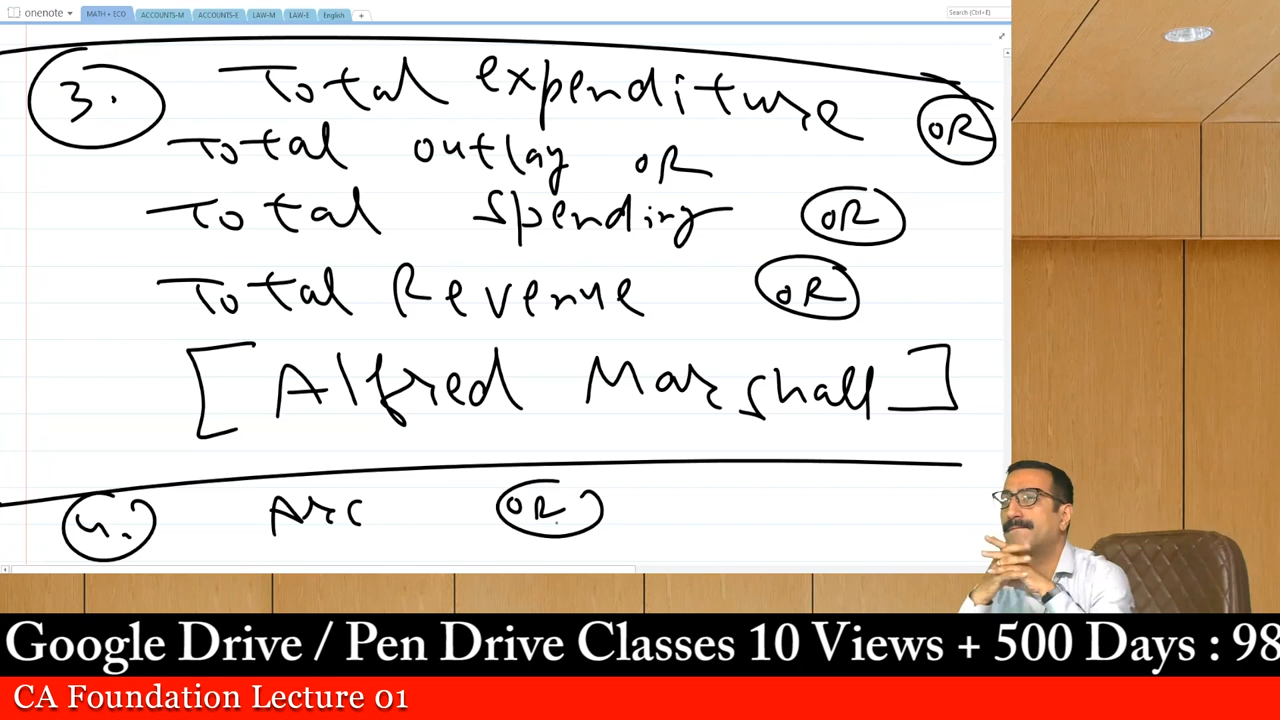 onenote MATH + ECO ACCOUNTS-M ACCOUNTS-E LAW-M LAW-E English + Search (Ctrl+E)
3. Total expenditure OR
Total outlay OR
Total spending OR
Total Revenue OR
[Alfred Marshall]
4. Arc OR
Google Drive / Pen Drive Classes 10 Views + 500 Days : 98
CA Foundation Lecture 01